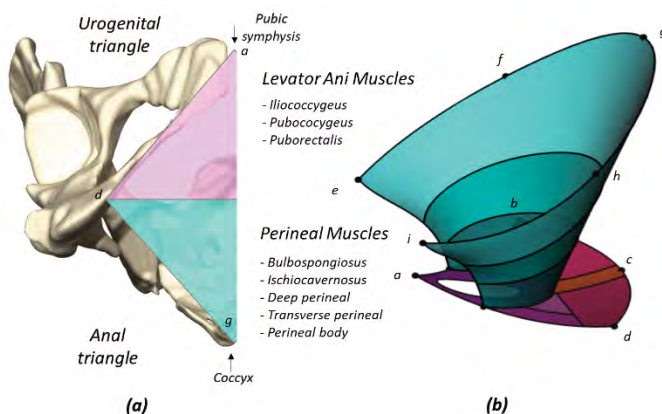 Urogenital
triangle
Pubic
symphysis
a
d
g
Anal
triangle
Coccyx
(a)
Levator Ani Muscles
- Iliococcygeus
- Pubococygeus
- Puborectalis
Perineal Muscles
- Bulbospongiosus
- Ischiocavernosus
- Deep perineal
- Transverse perineal
- Perineal body
f
g
e
h
b
i
a
c
d
(b)